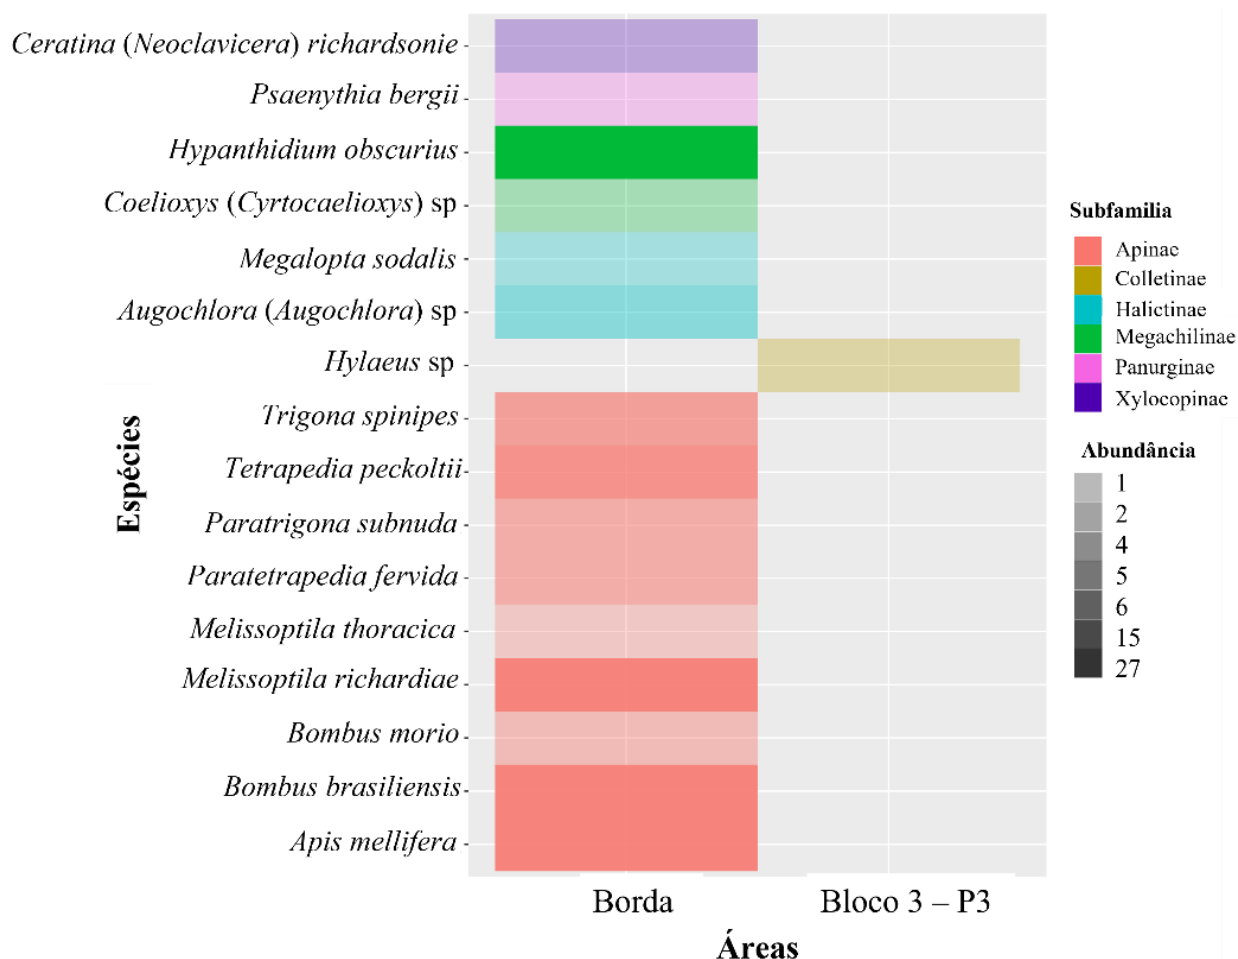 Ceratina (Neoclavicera) richardsonie
Psaenythia bergii
Hypanthidium obscurius
Coelioxys (Cyrtocaelioxys) sp
Megalopta sodalis
Augochlora (Augochlora) sp
Hylaeus sp
Trigona spinipes
Tetrapedia peckoltii
Paratrigona subnuda
Paratetrapedia fervida
Melissoptila thoracica
Melissoptila richardiae
Bombus morio
Bombus brasiliensis
Apis mellifera
Espécies
Borda
Bloco 3 – P3
Áreas
Subfamilia
Apinae
Colletinae
Halictinae
Megachilinae
Panurginae
Xylocopinae
Abundância
1
2
4
5
6
15
27